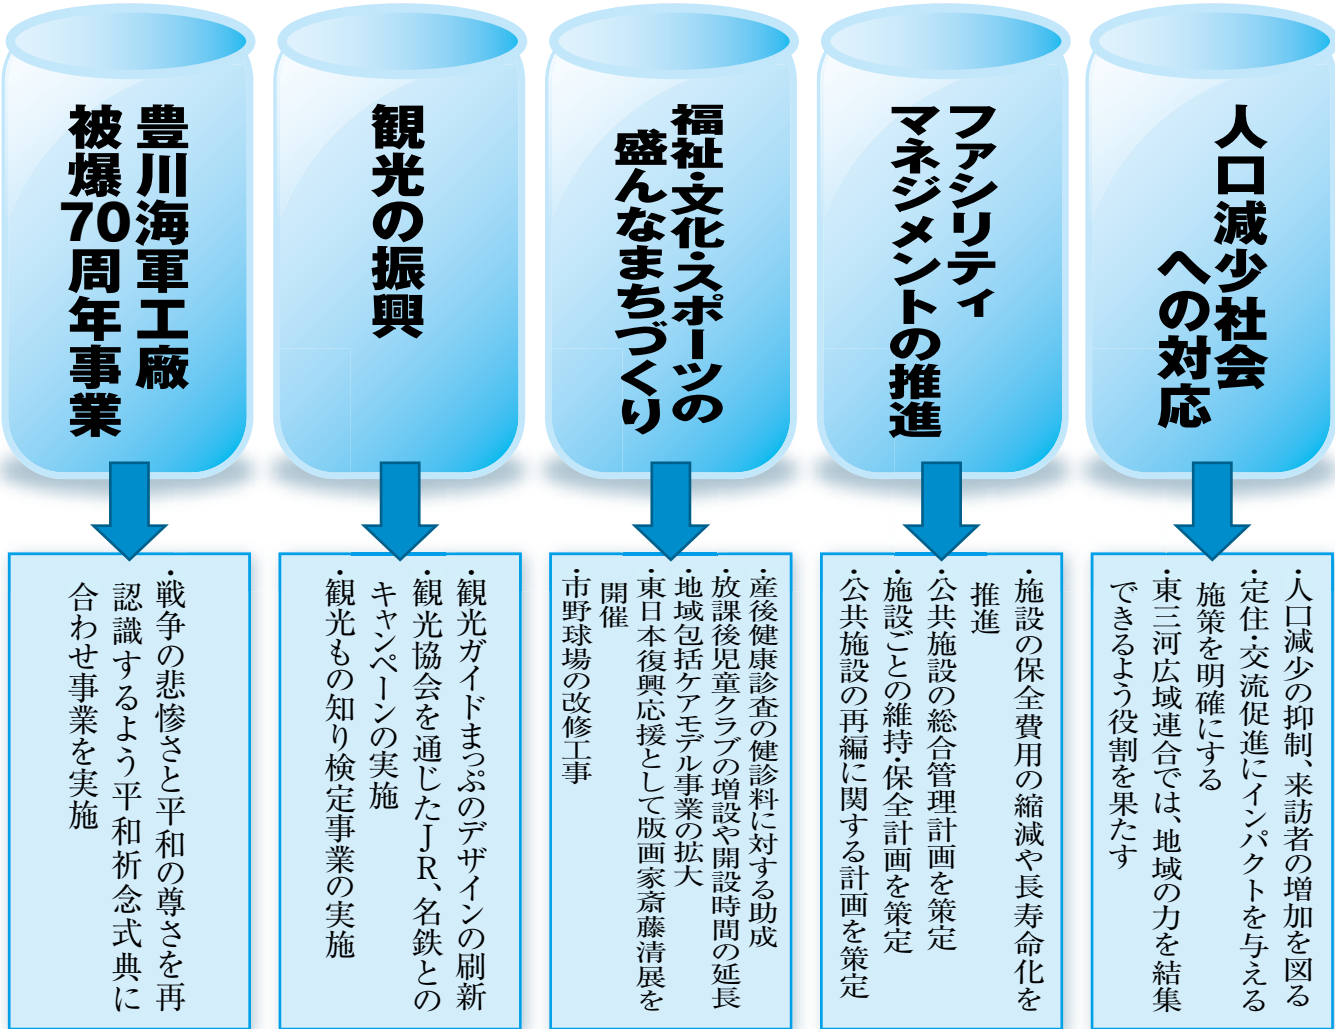 人口減少社会
への対応
・人口減少の抑制、来訪者の増加を図る
・定住・交流促進にインパクトを与える
施策を明確にする
・東三河広域連合では、地域の力を結集
できるよう役割を果たす
ファシリティ
マネジメントの推進
・施設の保全費用の縮減や長寿命化を
推進
・公共施設の総合管理計画を策定
・施設ごとの維持・保全計画を策定
・公共施設の再編に関する計画を策定
福祉・文化・スポーツの
盛んなまちづくり
・産後健康診査の健診料に対する助成
・放課後児童クラブの増設や開設時間の延長
・地域包括ケアモデル事業の拡大
・東日本復興応援として版画家斎藤清展を
開催
・市野球場の改修工事
観光の振興
・観光ガイドまっぷのデザインの刷新
・観光協会を通じたJR、名鉄との
キャンペーンの実施
・観光もの知り検定事業の実施
豊川海軍工廠
被爆70周年事業
・戦争の悲惨さと平和の尊さを再
認識するよう平和祈念式典に
合わせ事業を実施